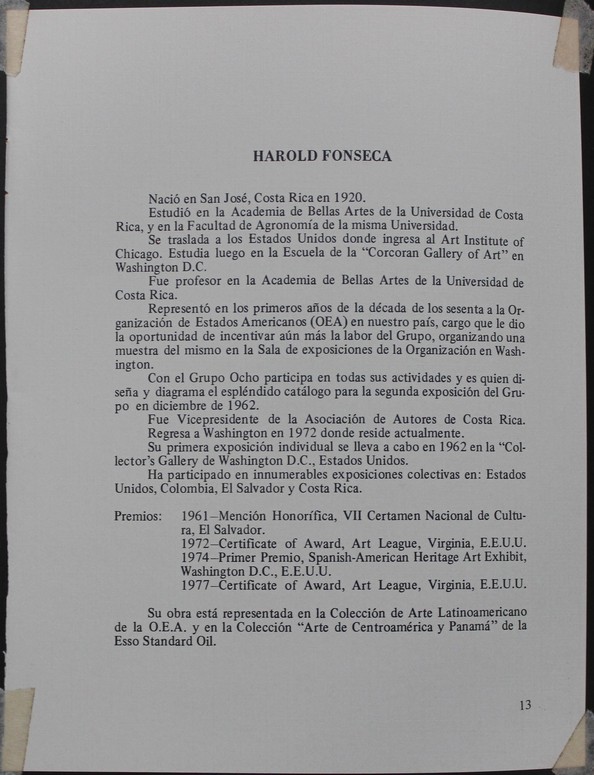 HAROLD FONSECA
Nació en San José, Costa Rica en 1920.
Estudió en la Academia de Bellas Artes de la Universidad de Costa
Rica, y en la Facultad de Agronomía de la misma Universidad.
Se traslada a los Estados Unidos donde ingresa al Art Institute of
Chicago. Estudia luego en la Escuela de la “Corcoran Gallery of Art” en
Washington D.C.
Fue profesor en la Academia de Bellas Artes de la Universidad de
Costa Rica.
Representó en los primeros años de la década de los sesenta a la Or-
ganización de Estados Americanos (OEA) en nuestro país, cargo que le dio
la oportunidad de incentivar aún más la labor del Grupo, organizando una
muestra del mismo en la Sala de exposiciones de la Organización en Wash-
ington.
Con el Grupo Ocho participa en todas sus actividades y es quien di-
seña y diagrama el espléndido catálogo para la segunda exposición del Gru-
po en diciembre de 1962.
Fue Vicepresidente de la Asociación de Autores de Costa Rica.
Regresa a Washington en 1972 donde reside actualmente.
Su primera exposición individual se lleva a cabo en 1962 en la “Col-
lector's Gallery de Washington D.C., Estados Unidos.
Ha participado en innumerables exposiciones colectivas en: Estados
Unidos, Colombia, El Salvador y Costa Rica.
Premios: 1961—Mención Honorífica, VII Certamen Nacional de Cultu-
ra, El Salvador.
1972—Certificate of Award, Art League, Virginia, E.E.U.U.
1974—Primer Premio, Spanish-American Heritage Art Exhibit,
Washington D.C., E.E.U.U.
1977—Certificate of Award, Art League, Virginia, E.E.U.U.
Su obra está representada en la Colección de Arte Latinoamericano
de la O.E.A. y en la Colección “Arte de Centroamérica y Panamá” de la
Esso Standard Oil.
13